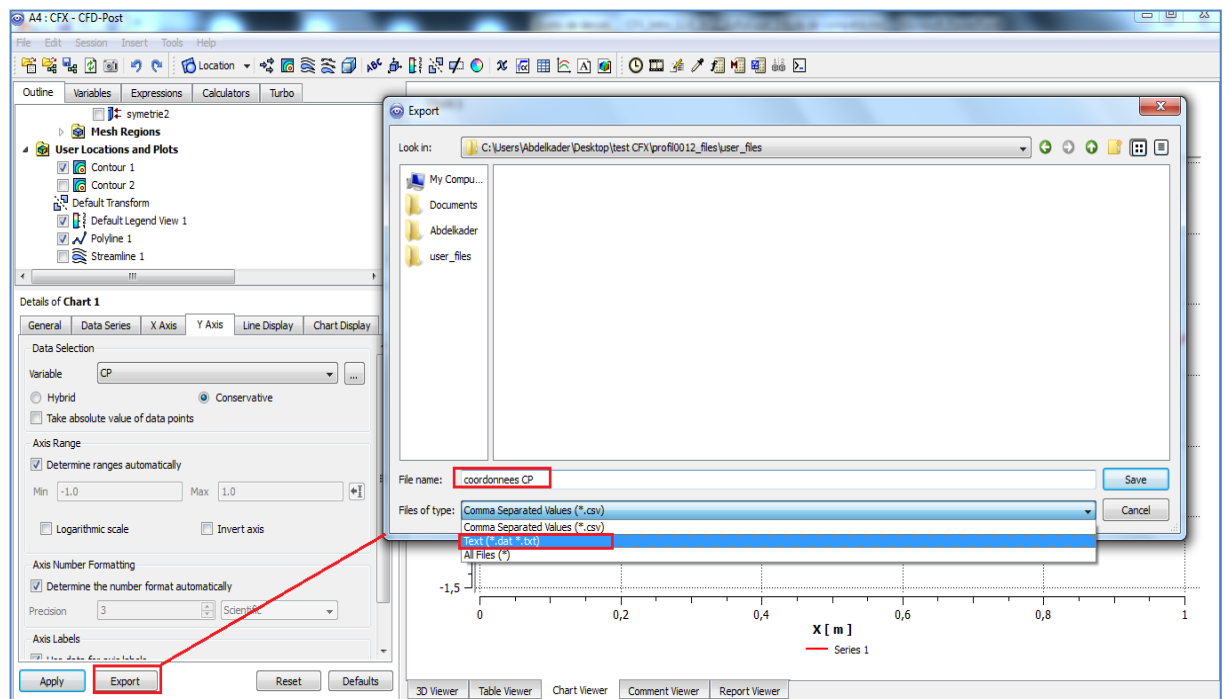 A4 : CFX - CFD-Post
File Edit Session Insert Tools Help
Location
Outline Variables Expressions Calculators Turbo
symetrie2
Mesh Regions
User Locations and Plots
Contour 1
Contour 2
Default Transform
Default Legend View 1
Polyline 1
Streamline 1
Details of Chart 1
General Data Series X Axis Y Axis Line Display Chart Display
Data Selection
Variable CP ...
Hybrid Conservative
Take absolute value of data points
Axis Range
Determine ranges automatically
Min -1.0 Max 1.0
Logarithmic scale Invert axis
Axis Number Formatting
Determine the number format automatically
Precision 3 Scientific
Axis Labels
Use data for axis labels
Apply Export Reset Defaults
Export
Look in: C:\Users\Abdelkader\Desktop\test CFX\profil0012_files\user_files
My Compu...
Documents
Abdelkader
user_files
File name: coordonnees CP Save
Files of type: Comma Separated Values (*.csv) Cancel
Comma Separated Values (*.csv)
Text (*.dat *.txt)
All Files (*)
-1,5
0 0,2 0,4 0,6 0,8 1
X [ m ]
Series 1
3D Viewer Table Viewer Chart Viewer Comment Viewer Report Viewer